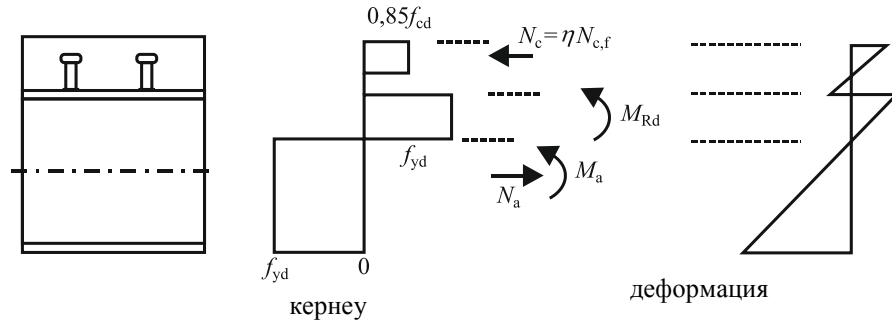 0,85f_cd
N_c = ηN_c,f
M_Rd
f_yd
M_a
N_a
f_yd
0
кернеу
деформация